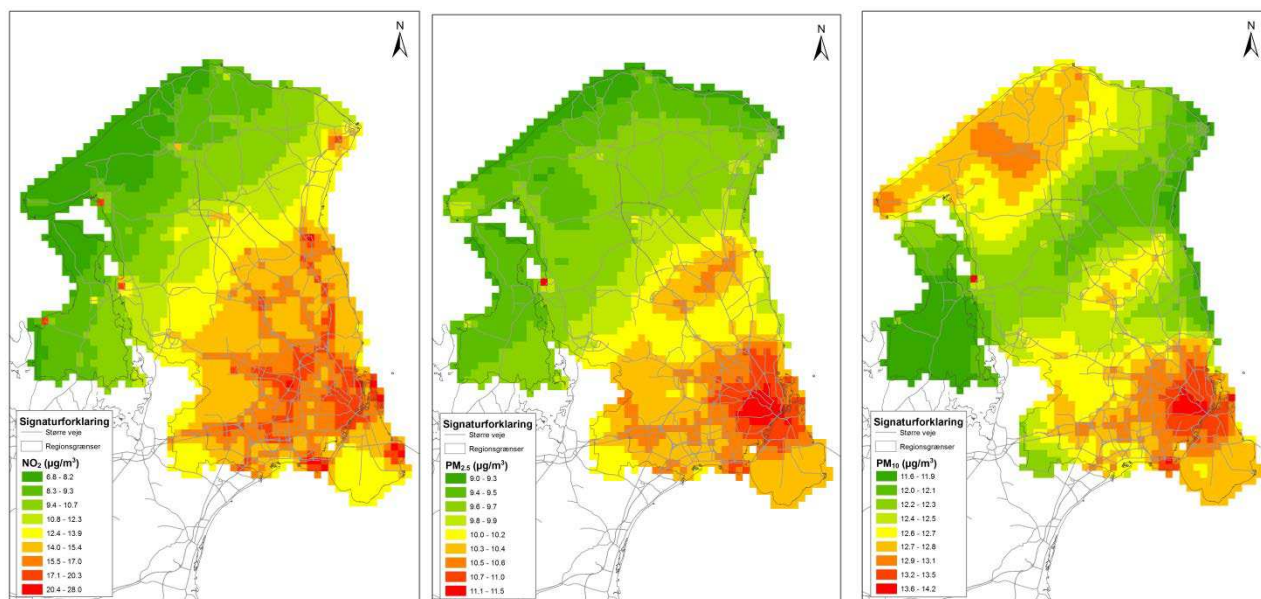 N
Signaturforklaring
Større veje
Regionsgrænser
NO₂ (µg/m³)
6.8 - 8.2
8.3 - 9.3
9.4 - 10.7
10.8 - 12.3
12.4 - 13.9
14.0 - 15.4
15.5 - 17.0
17.1 - 20.3
20.4 - 28.0
N
Signaturforklaring
Større veje
Regionsgrænser
PM₂.₅ (µg/m³)
9.0 - 9.3
9.4 - 9.5
9.6 - 9.7
9.8 - 9.9
10.0 - 10.2
10.3 - 10.4
10.5 - 10.6
10.7 - 11.0
11.1 - 11.5
N
Signaturforklaring
Større veje
Regionsgrænser
PM₁₀ (µg/m³)
11.6 - 11.9
12.0 - 12.1
12.2 - 12.3
12.4 - 12.5
12.6 - 12.7
12.7 - 12.8
12.9 - 13.1
13.2 - 13.5
13.6 - 14.2